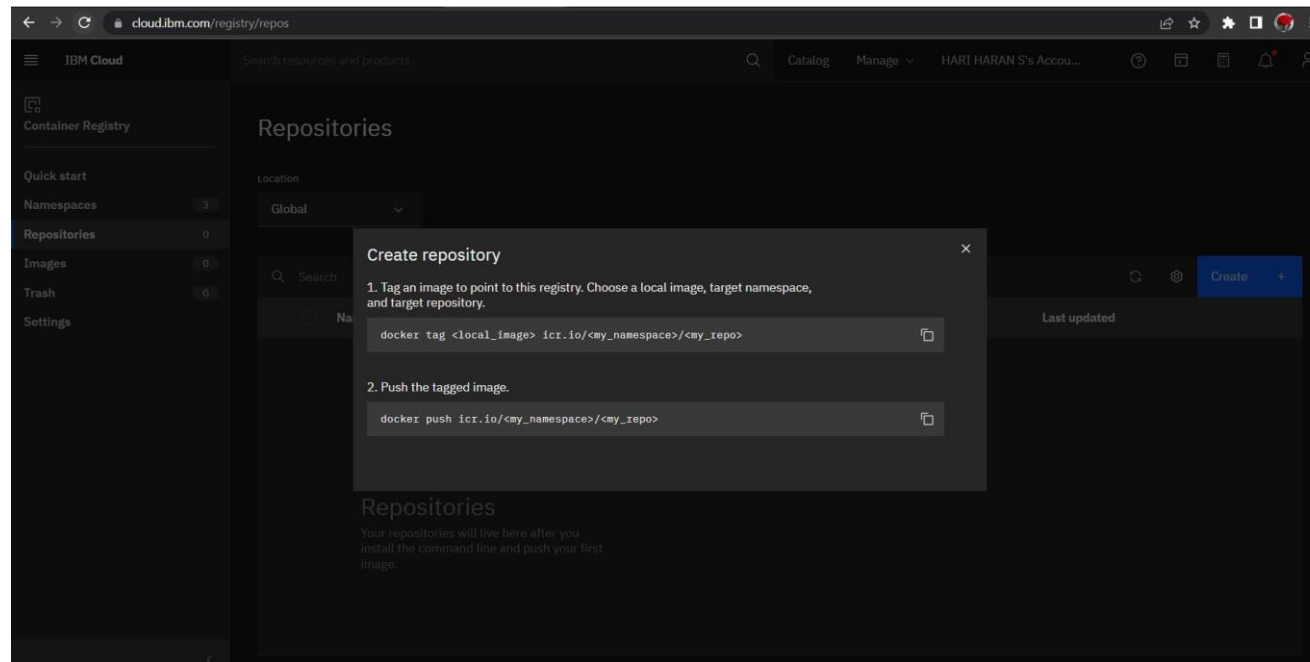 cloud.ibm.com/registry/repos
IBM Cloud
Search resources and products...
Catalog
Manage
HARI HARAN S's Accou...
Container Registry
Repositories
Quick start
Location
Namespaces 3
Global
Repositories 0
Images 0
Trash 0
Settings
Search
Create +
Na
Last updated
Create repository
1. Tag an image to point to this registry. Choose a local image, target namespace,
and target repository.
docker tag <local_image> icr.io/<my_namespace>/<my_repo>
2. Push the tagged image.
docker push icr.io/<my_namespace>/<my_repo>
Repositories
Your repositories will live here after you
install the command line and push your first
image.